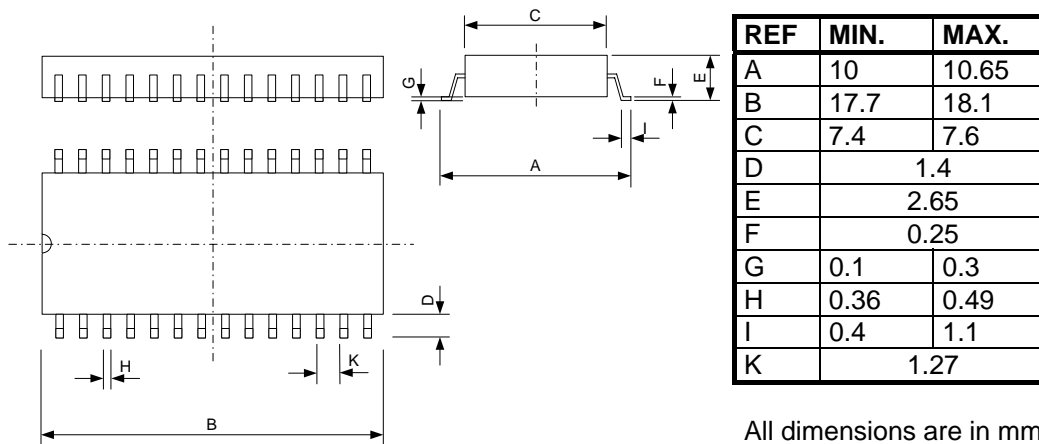 C
G
F
E
I
A
D
H
K
B
REF MIN. MAX.
A 10 10.65
B 17.7 18.1
C 7.4 7.6
D 1.4
E 2.65
F 0.25
G 0.1 0.3
H 0.36 0.49
I 0.4 1.1
K 1.27
All dimensions are in mm